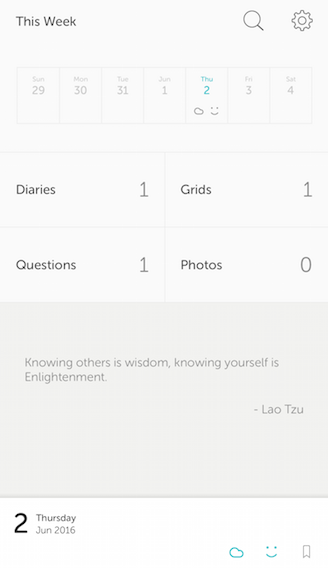 This Week
Sun Mon Tue Jun Thu Fri Sat
29 30 31 1 2 3 4
Diaries 1 Grids 1
Questions 1 Photos 0
Knowing others is wisdom, knowing yourself is
Enlightenment.
- Lao Tzu
2 Thursday
Jun 2016